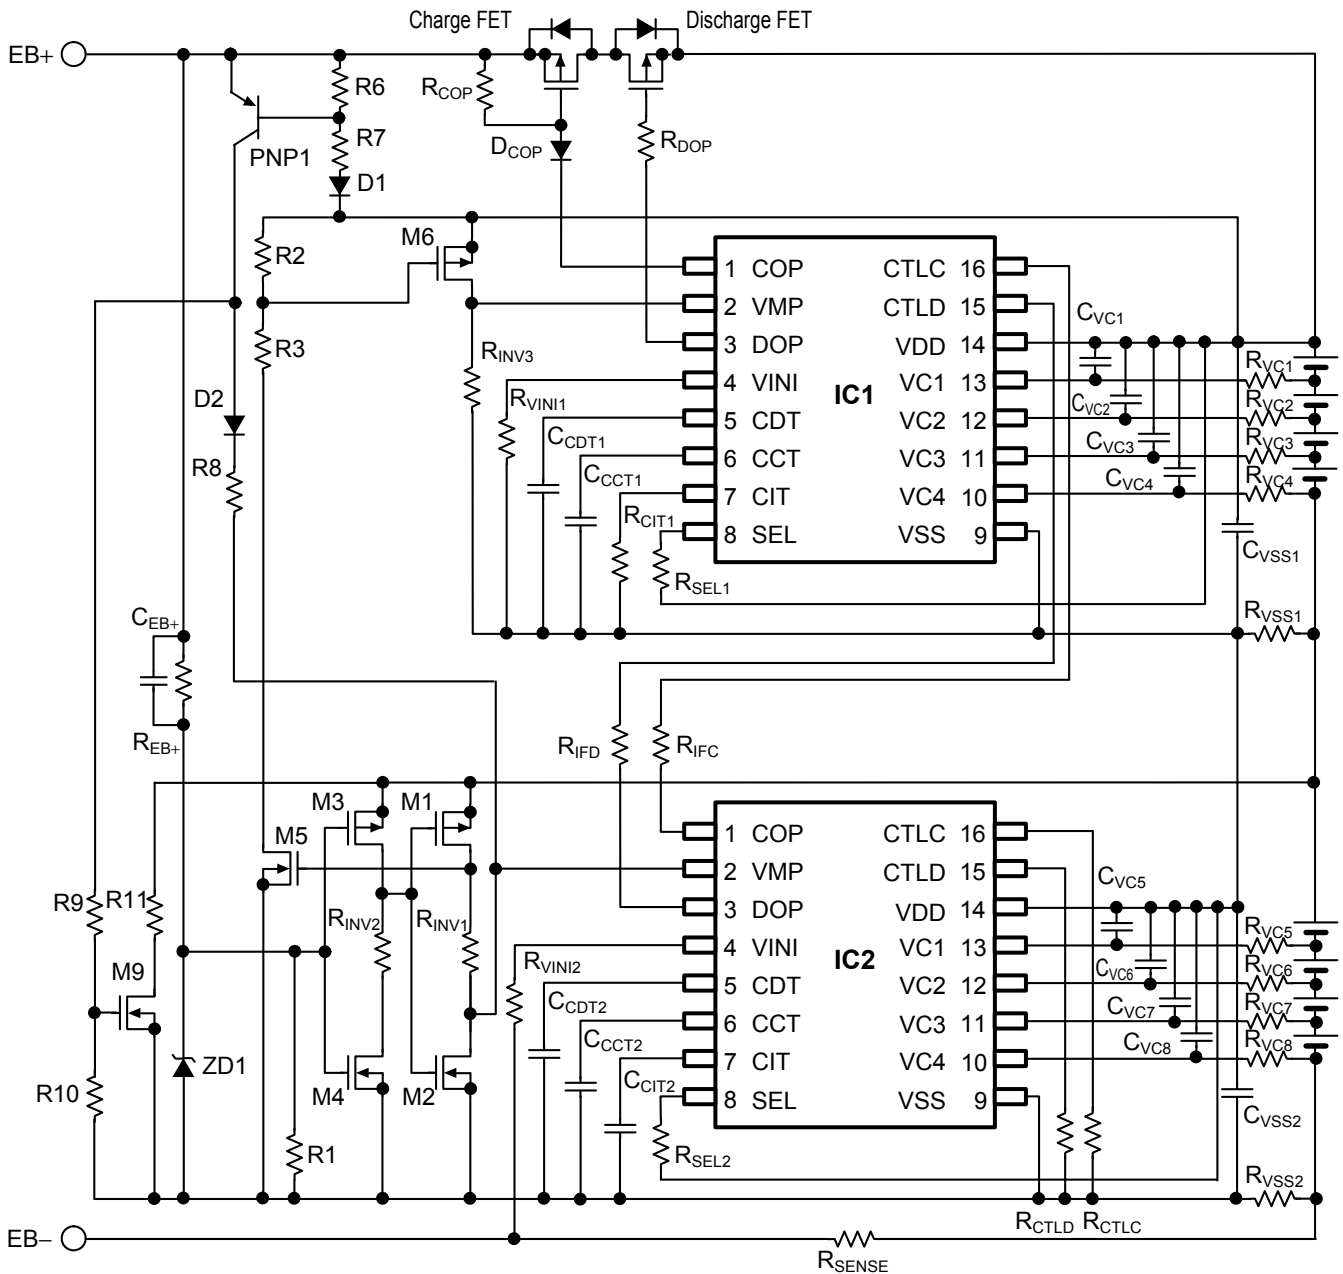 Charge FET
Discharge FET
EB+
R6
RCOP
R7
PNP1
DCOP
RDOP
D1
M6
R2
R3
RINV3
D2
R8
RVINI1
CCDT1
CCCT1
RCIT1
RSEL1
1 COP
2 VMP
3 DOP
4 VINI
5 CDT
6 CCT
7 CIT
8 SEL
IC1
CTLC 16
CTLD 15
VDD 14
VC1 13
VC2 12
VC3 11
VC4 10
VSS 9
CVC1
CVC2
CVC3
CVC4
RVC1
RVC2
RVC3
RVC4
CVSS1
RVSS1
CEB+
REB+
RIFD
RIFC
M3
M1
M5
R9
R11
RINV2
RINV1
M9
ZD1
R10
M4
M2
R1
RVINI2
CCDT2
CCCT2
CCIT2
RSEL2
1 COP
2 VMP
3 DOP
4 VINI
5 CDT
6 CCT
7 CIT
8 SEL
IC2
CTLC 16
CTLD 15
VDD 14
VC1 13
VC2 12
VC3 11
VC4 10
VSS 9
CVC5
CVC6
CVC7
CVC8
RVC5
RVC6
RVC7
RVC8
CVSS2
RVSS2
RCTLD
RCTLC
EB−
RSENSE